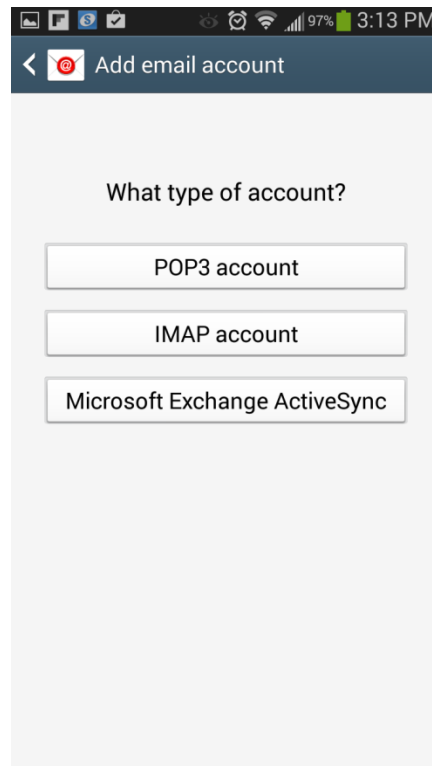 97% 3:13 PM
Add email account
What type of account?
POP3 account
IMAP account
Microsoft Exchange ActiveSync